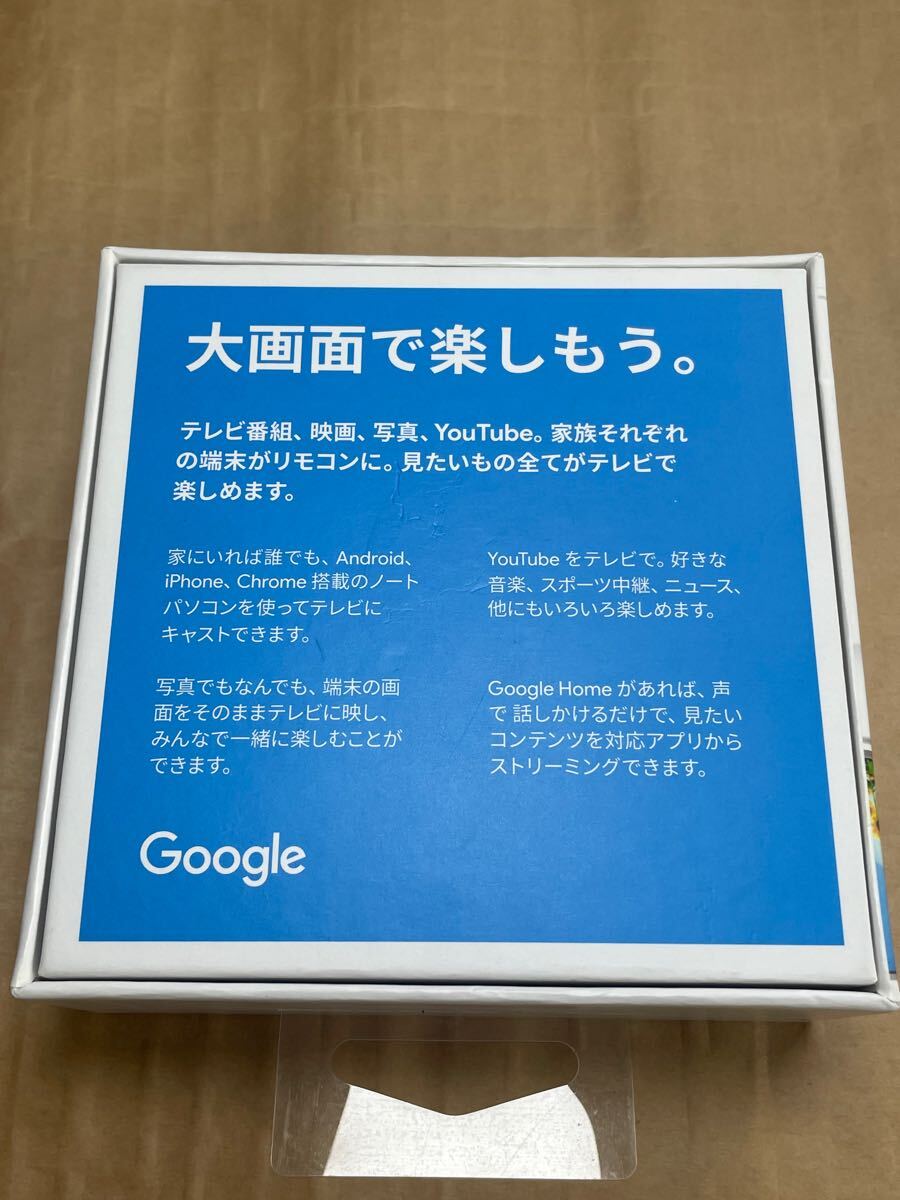 大画面で楽しもう。
テレビ番組、映画、写真、YouTube。家族それぞれ
の端末がリモコンに。見たいもの全てがテレビで
楽しめます。
家にいれば誰でも、Android、
iPhone、Chrome 搭載のノート
パソコンを使ってテレビに
キャストできます。
YouTube をテレビで。好きな
音楽、スポーツ中継、ニュース、
他にもいろいろ楽しめます。
写真でもなんでも、端末の画
面をそのままテレビに映し、
みんなで一緒に楽しむことが
できます。
Google Home があれば、声
で 話しかけるだけで、見たい
コンテンツを対応アプリから
ストリーミングできます。
Google